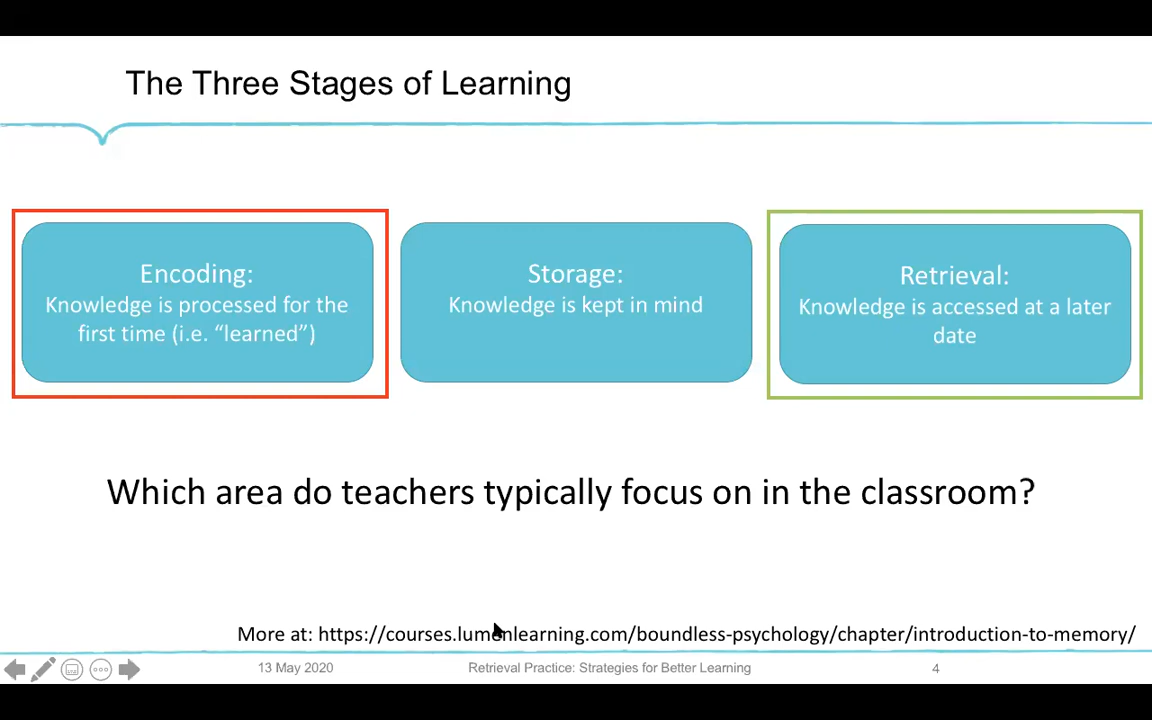 The Three Stages of Learning
Encoding:
Knowledge is processed for the
first time (i.e. “learned”)
Storage:
Knowledge is kept in mind
Retrieval:
Knowledge is accessed at a later
date
Which area do teachers typically focus on in the classroom?
More at: https://courses.lumenlearning.com/boundless-psychology/chapter/introduction-to-memory/
13 May 2020
Retrieval Practice: Strategies for Better Learning
4